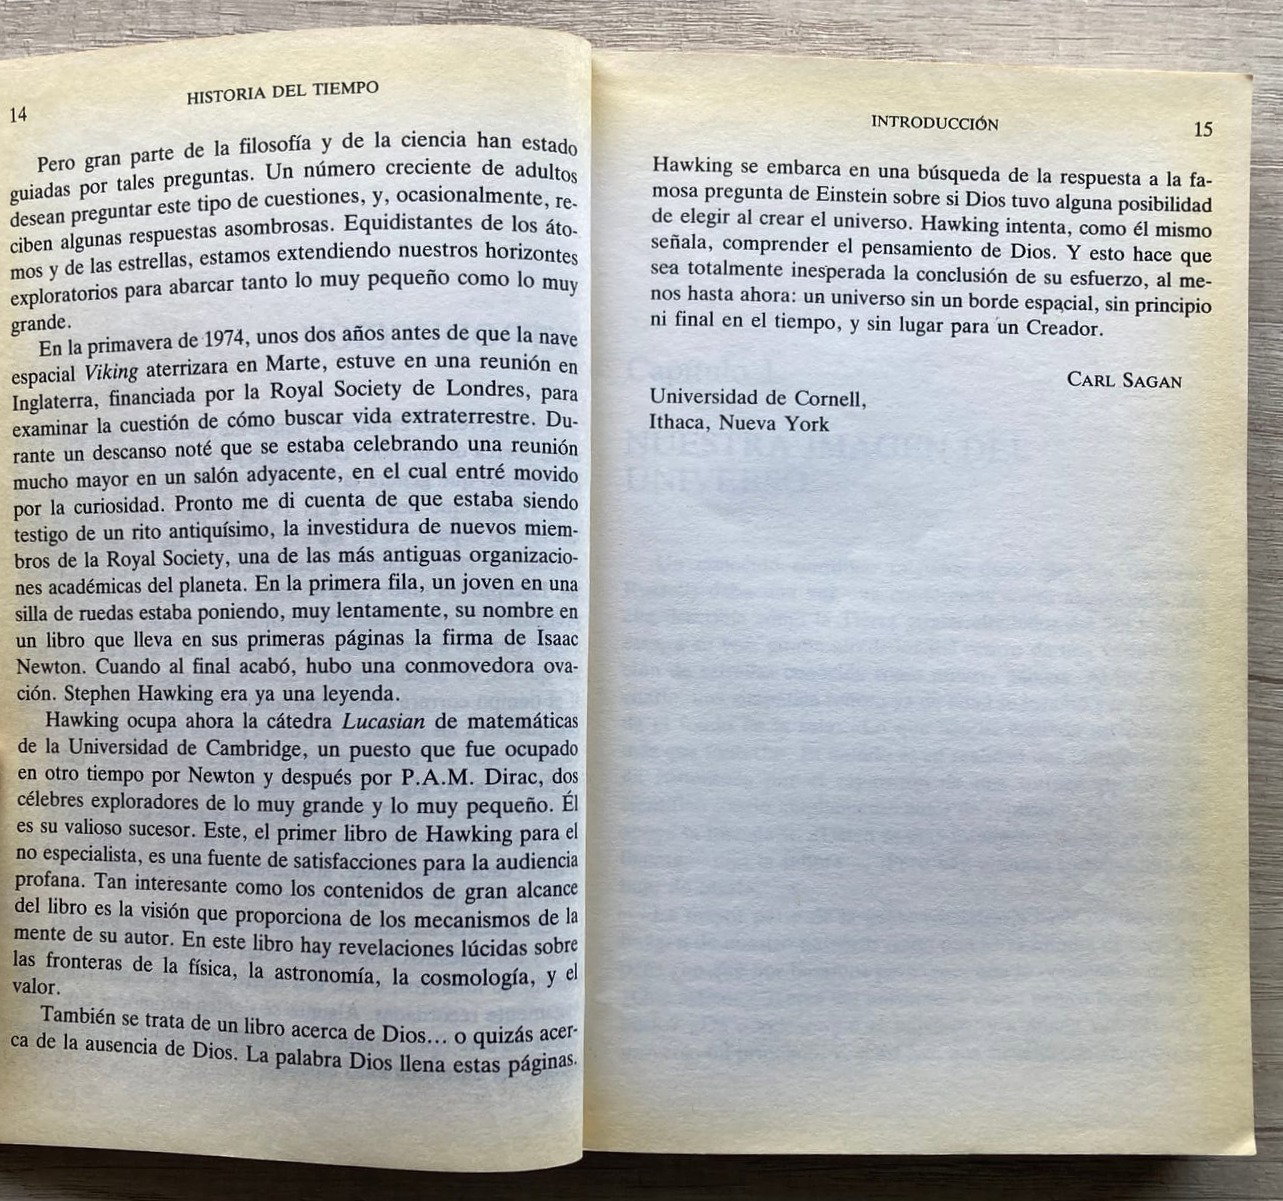 14
HISTORIA DEL TIEMPO
Pero gran parte de la filosofía y de la ciencia han estado
guiadas por tales preguntas. Un número creciente de adultos
desean preguntar este tipo de cuestiones, y, ocasionalmente, re-
ciben algunas respuestas asombrosas. Equidistantes de los áto-
mos y de las estrellas, estamos extendiendo nuestros horizontes
exploratorios para abarcar tanto lo muy pequeño como lo muy
grande.
En la primavera de 1974, unos dos años antes de que la nave
espacial Viking aterrizara en Marte, estuve en una reunión en
Inglaterra, financiada por la Royal Society de Londres, para
examinar la cuestión de cómo buscar vida extraterrestre. Du-
rante un descanso noté que se estaba celebrando una reunión
mucho mayor en un salón adyacente, en el cual entré movido
por la curiosidad. Pronto me di cuenta de que estaba siendo
testigo de un rito antiquísimo, la investidura de nuevos miem-
bros de la Royal Society, una de las más antiguas organizacio-
nes académicas del planeta. En la primera fila, un joven en una
silla de ruedas estaba poniendo, muy lentamente, su nombre en
un libro que lleva en sus primeras páginas la firma de Isaac
Newton. Cuando al final acabó, hubo una conmovedora ova-
ción. Stephen Hawking era ya una leyenda.
Hawking ocupa ahora la cátedra Lucasian de matemáticas
de la Universidad de Cambridge, un puesto que fue ocupado
en otro tiempo por Newton y después por P.A.M. Dirac, dos
célebres exploradores de lo muy grande y lo muy pequeño. Él
es su valioso sucesor. Este, el primer libro de Hawking para el
no especialista, es una fuente de satisfacciones para la audiencia
profana. Tan interesante como los contenidos de gran alcance
del libro es la visión que proporciona de los mecanismos de la
mente de su autor. En este libro hay revelaciones lúcidas sobre
las fronteras de la física, la astronomía, la cosmología, y el
valor.
También se trata de un libro acerca de Dios... o quizás acer-
ca de la ausencia de Dios. La palabra Dios llena estas páginas.
INTRODUCCIÓN
15
Hawking se embarca en una búsqueda de la respuesta a la fa-
mosa pregunta de Einstein sobre si Dios tuvo alguna posibilidad
de elegir al crear el universo. Hawking intenta, como él mismo
señala, comprender el pensamiento de Dios. Y esto hace que
sea totalmente inesperada la conclusión de su esfuerzo, al me-
nos hasta ahora: un universo sin un borde espacial, sin principio
ni final en el tiempo, y sin lugar para un Creador.
CARL SAGAN
Universidad de Cornell,
Ithaca, Nueva York